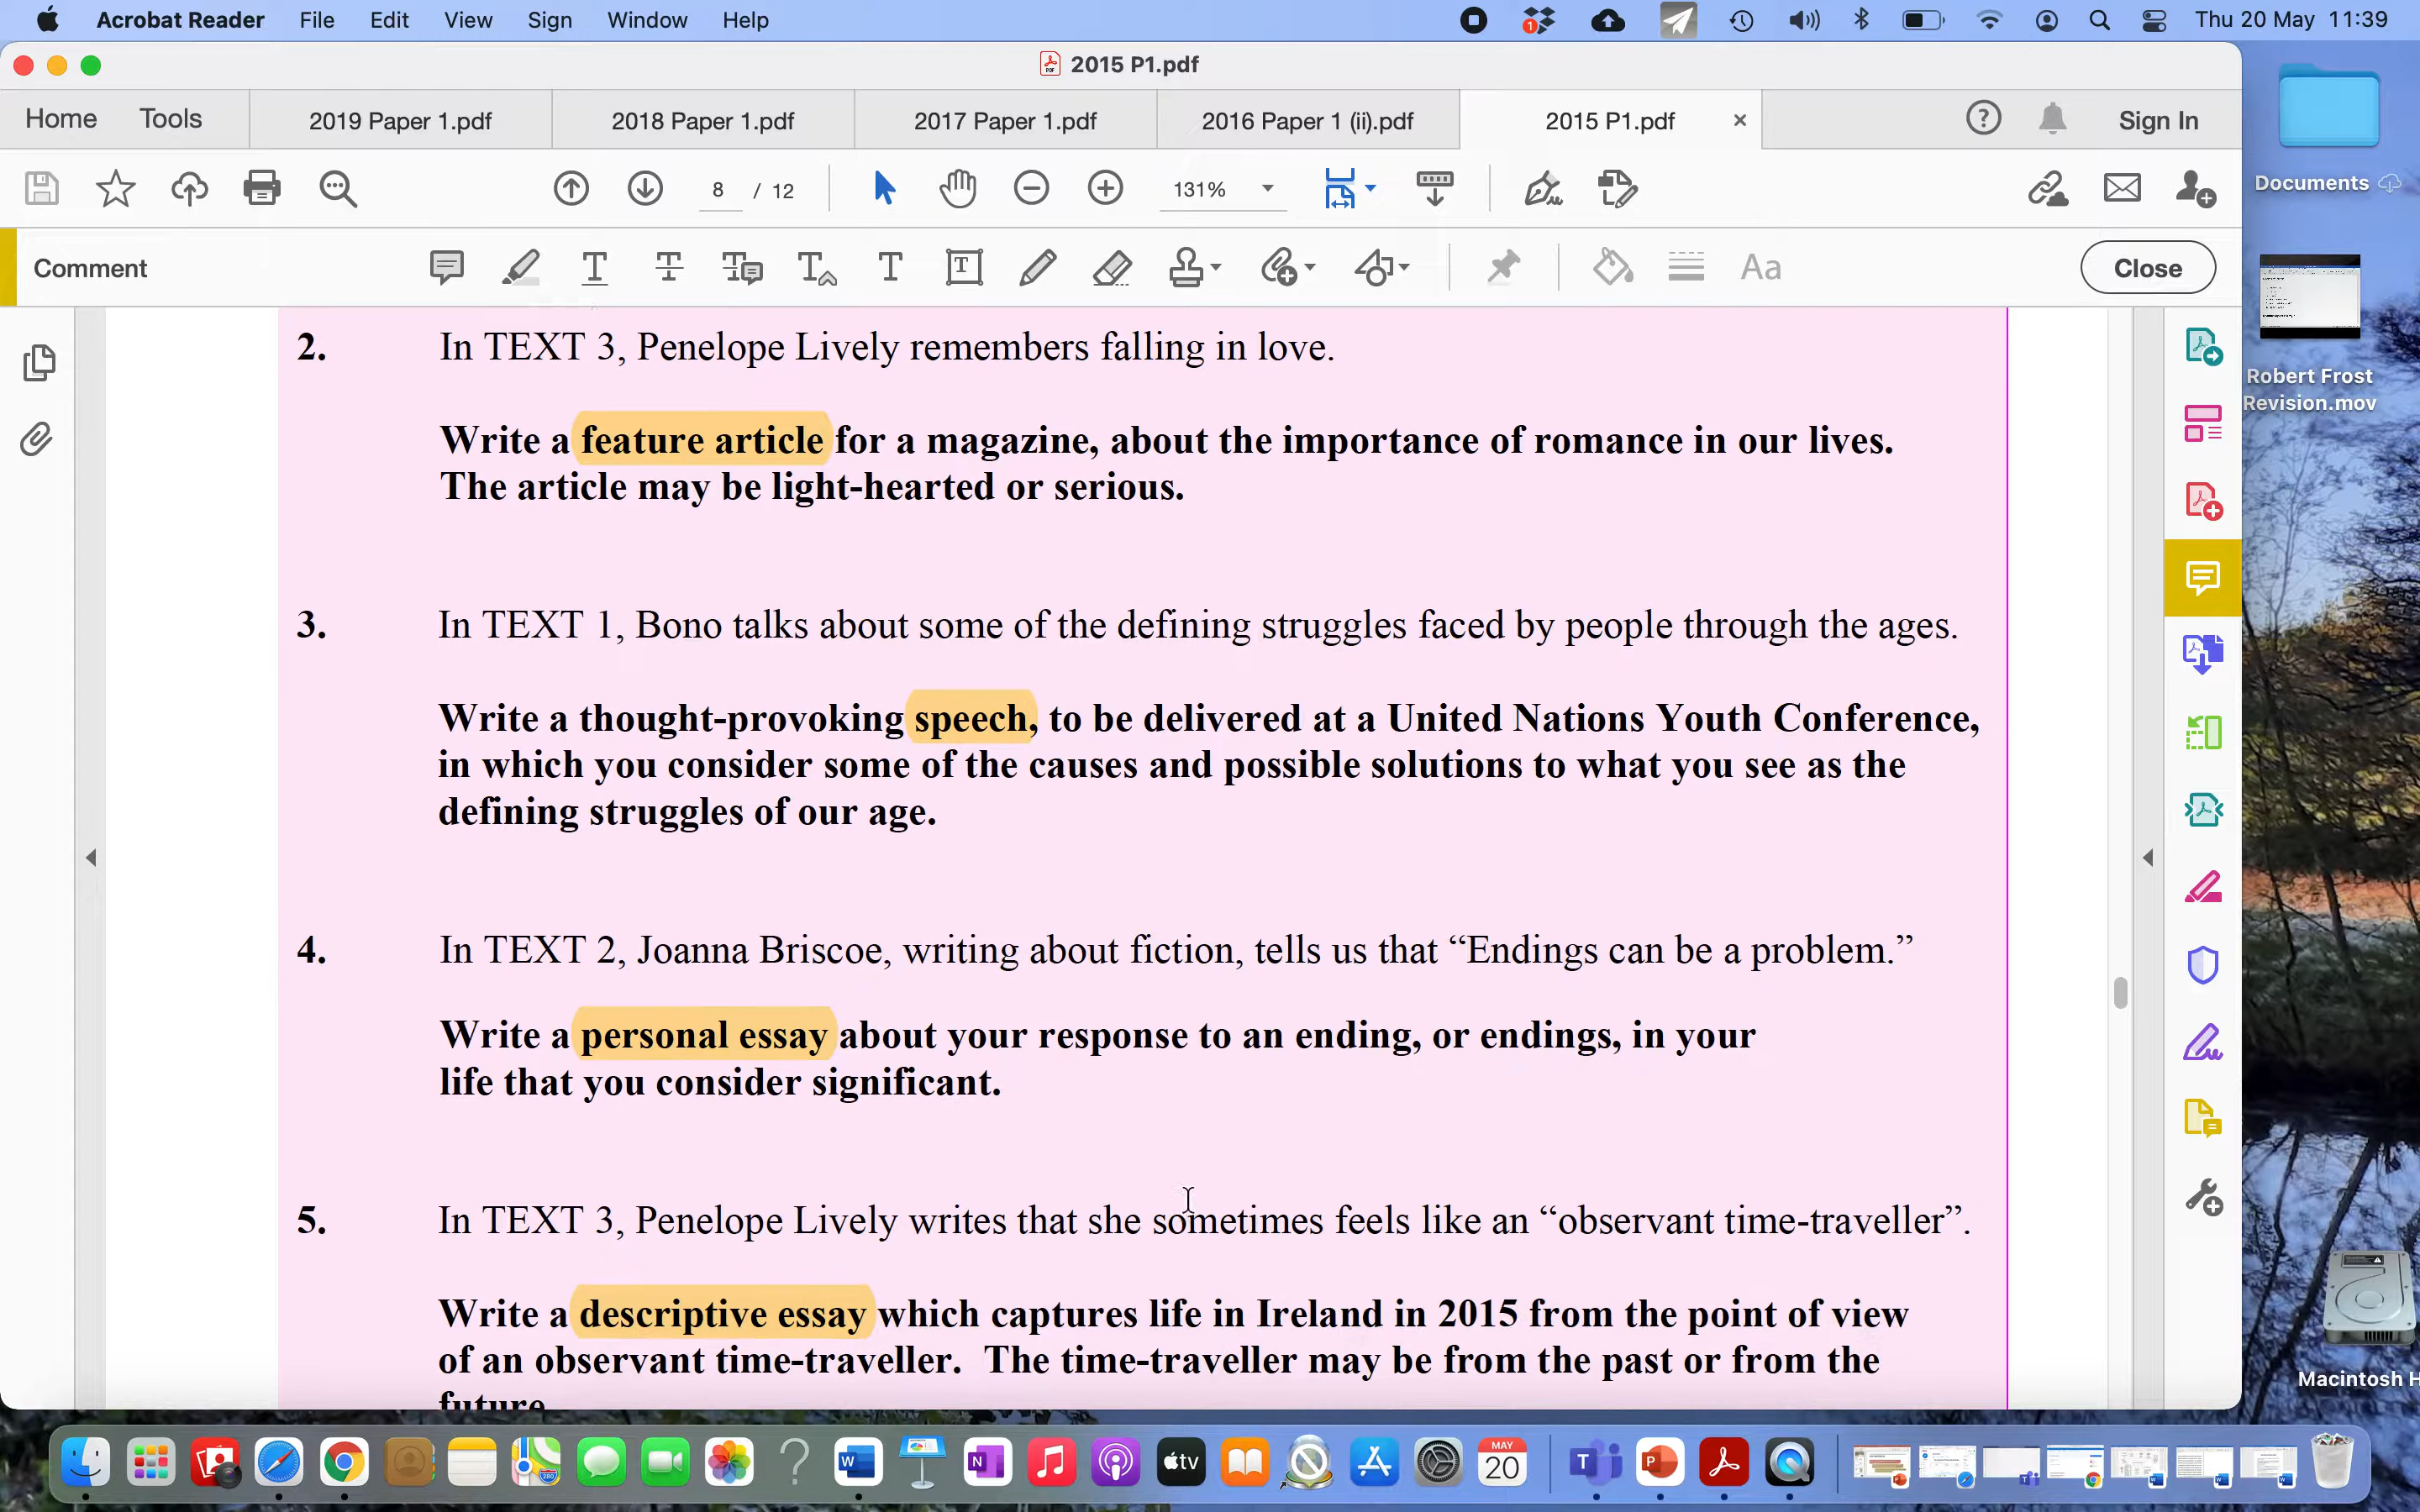 Acrobat Reader File Edit View Sign Window Help Thu 20 May 11:39
2015 P1.pdf
Home Tools 2019 Paper 1.pdf 2018 Paper 1.pdf 2017 Paper 1.pdf 2016 Paper 1 (ii).pdf 2015 P1.pdf Sign In
8 / 12 131%
Comment Close
2. In TEXT 3, Penelope Lively remembers falling in love.
Write a feature article for a magazine, about the importance of romance in our lives.
The article may be light-hearted or serious.
3. In TEXT 1, Bono talks about some of the defining struggles faced by people through the ages.
Write a thought-provoking speech, to be delivered at a United Nations Youth Conference,
in which you consider some of the causes and possible solutions to what you see as the
defining struggles of our age.
4. In TEXT 2, Joanna Briscoe, writing about fiction, tells us that “Endings can be a problem.”
Write a personal essay about your response to an ending, or endings, in your
life that you consider significant.
5. In TEXT 3, Penelope Lively writes that she sometimes feels like an “observant time-traveller”.
Write a descriptive essay which captures life in Ireland in 2015 from the point of view
of an observant time-traveller. The time-traveller may be from the past or from the
future
Documents
Robert Frost
Revision.mov
Macintosh H
MAY
20
tv